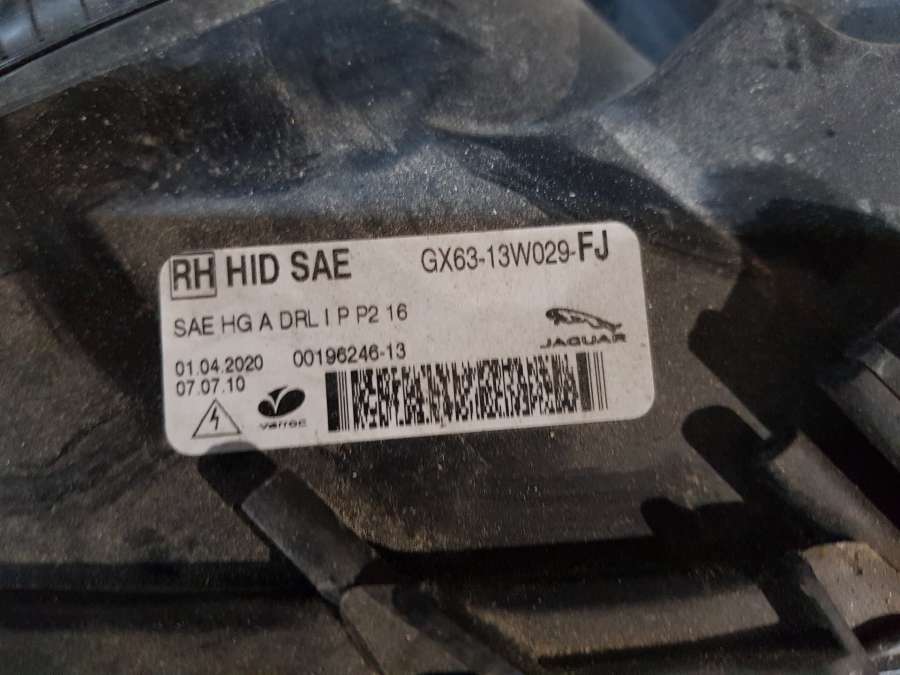 RH HID SAE GX63-13W029-FJ
SAE HG A DRL I P P2 16
JAGUAR
01.04.2020 00196246-13
07.07.10
varroc